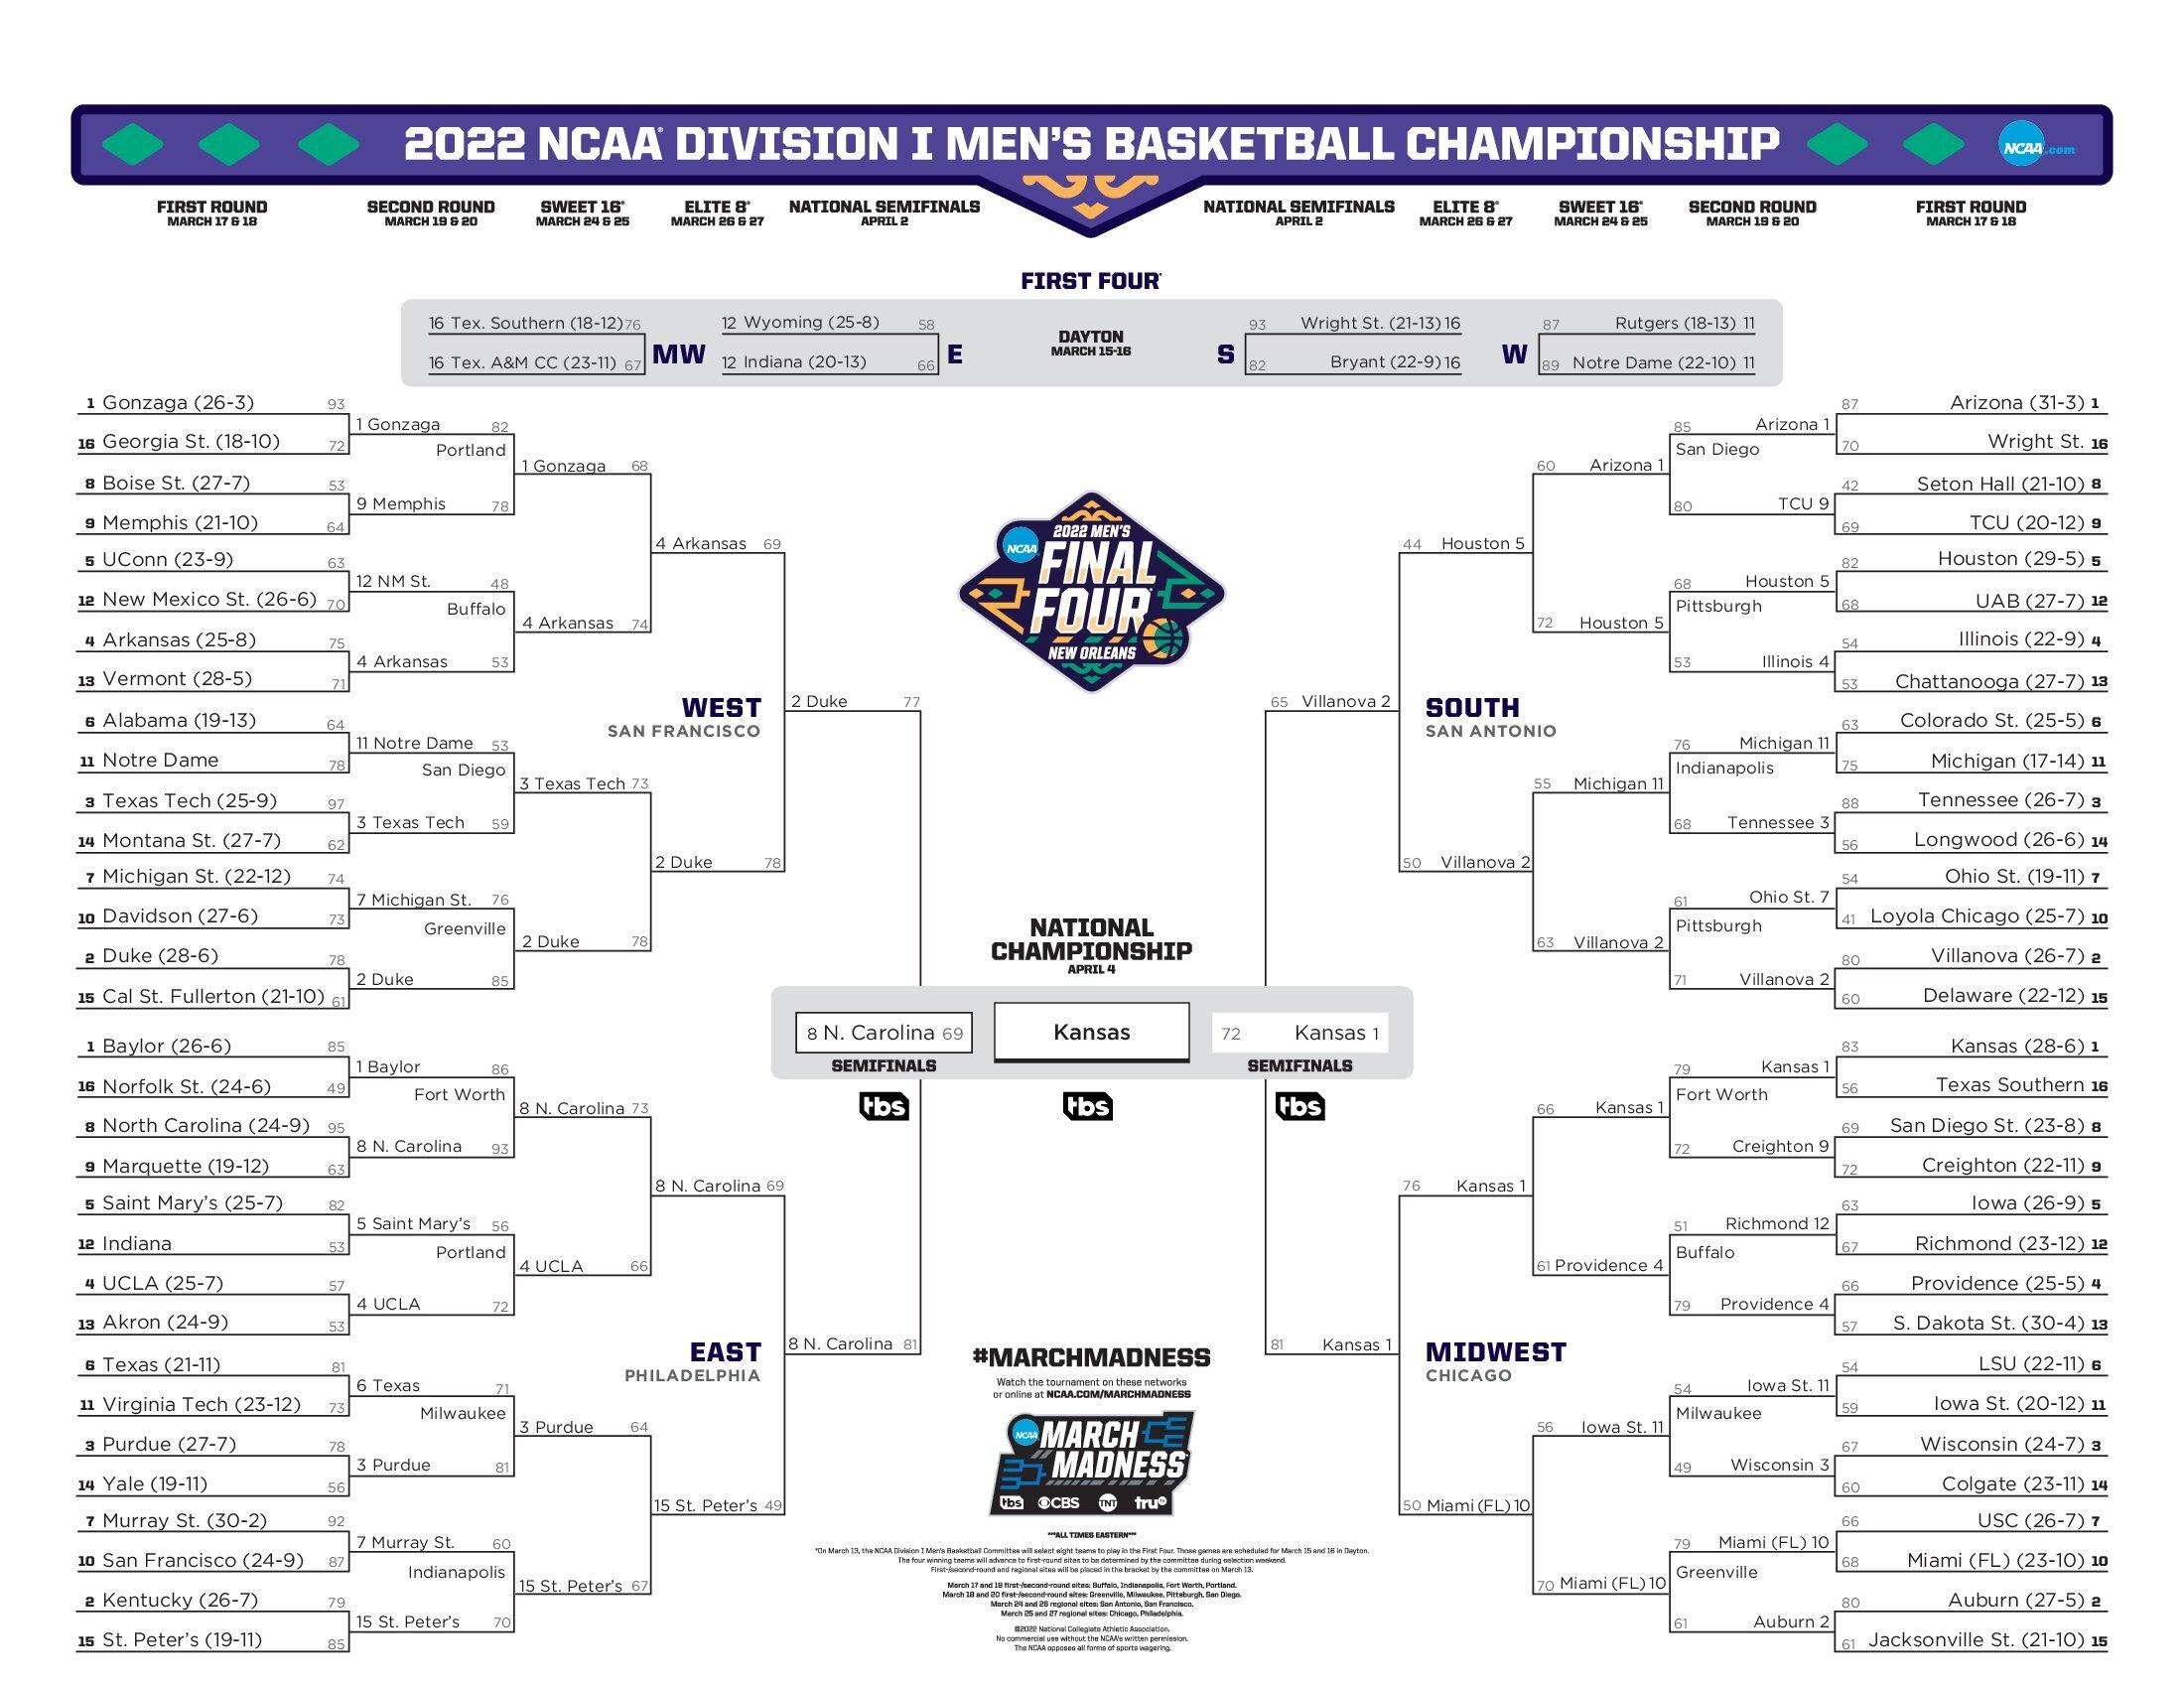 2022 NCAA® DIVISION I MEN'S BASKETBALL CHAMPIONSHIP
NCAA.com
FIRST ROUND
MARCH 17 & 18
SECOND ROUND
MARCH 19 & 20
SWEET 16®
MARCH 24 & 25
ELITE 8®
MARCH 26 & 27
NATIONAL SEMIFINALS
APRIL 2
NATIONAL SEMIFINALS
APRIL 2
ELITE 8®
MARCH 26 & 27
SWEET 16®
MARCH 24 & 25
SECOND ROUND
MARCH 19 & 20
FIRST ROUND
MARCH 17 & 18
FIRST FOUR®
16 Tex. Southern (18-12) 76
16 Tex. A&M CC (23-11) 67
MW
12 Wyoming (25-8) 58
12 Indiana (20-13) 66
E
DAYTON
MARCH 15-16
S
93 Wright St. (21-13) 16
82 Bryant (22-9) 16
W
87 Rutgers (18-13) 11
89 Notre Dame (22-10) 11
1 Gonzaga (26-3) 93
16 Georgia St. (18-10) 72
8 Boise St. (27-7) 53
9 Memphis (21-10) 64
5 UConn (23-9) 63
12 New Mexico St. (26-6) 70
4 Arkansas (25-8) 75
13 Vermont (28-5) 71
6 Alabama (19-13) 64
11 Notre Dame 78
3 Texas Tech (25-9) 97
14 Montana St. (27-7) 62
7 Michigan St. (22-12) 74
10 Davidson (27-6) 73
2 Duke (28-6) 78
15 Cal St. Fullerton (21-10) 61
1 Gonzaga 82
Portland
9 Memphis 78
12 NM St. 48
Buffalo
4 Arkansas 53
11 Notre Dame 53
San Diego
3 Texas Tech 59
7 Michigan St. 76
Greenville
2 Duke 85
1 Gonzaga 68
4 Arkansas 74
3 Texas Tech 73
2 Duke 78
4 Arkansas 69
2 Duke 78
WEST
SAN FRANCISCO
2 Duke 77
1 Baylor (26-6) 85
16 Norfolk St. (24-6) 49
8 North Carolina (24-9) 95
9 Marquette (19-12) 63
5 Saint Mary's (25-7) 82
12 Indiana 53
4 UCLA (25-7) 57
13 Akron (24-9) 53
6 Texas (21-11) 81
11 Virginia Tech (23-12) 73
3 Purdue (27-7) 78
14 Yale (19-11) 56
7 Murray St. (30-2) 92
10 San Francisco (24-9) 87
2 Kentucky (26-7) 79
15 St. Peter's (19-11) 85
1 Baylor 86
Fort Worth
8 N. Carolina 93
5 Saint Mary's 56
Portland
4 UCLA 72
6 Texas 71
Milwaukee
3 Purdue 81
7 Murray St. 60
Indianapolis
15 St. Peter's 70
8 N. Carolina 73
4 UCLA 66
3 Purdue 64
15 St. Peter's 67
8 N. Carolina 69
15 St. Peter's 49
EAST
PHILADELPHIA
8 N. Carolina 81
2022 MEN'S
NCAA
FINAL
FOUR®
NEW ORLEANS
NATIONAL
CHAMPIONSHIP
APRIL 4
8 N. Carolina 69
SEMIFINALS
Kansas
72 Kansas 1
SEMIFINALS
tbs
tbs
tbs
#MARCHMADNESS
Watch the tournament on these networks
or online at NCAA.COM/MARCHMADNESS
NCAA
MARCH
MADNESS
tbs CBS TNT truTV
***ALL TIMES EASTERN***
*On March 13, the NCAA Division I Men's Basketball Committee will select eight teams to play in the First Four. Those games are scheduled for March 15 and 16 in Dayton.
The four winning teams will advance to first-round sites to be determined by the committee during selection weekend.
First-/second-round and regional sites will be placed in the bracket by the committee on March 13.
March 17 and 19 first-/second-round sites: Buffalo, Indianapolis, Fort Worth, Portland.
March 18 and 20 first-/second-round sites: Greenville, Milwaukee, Pittsburgh, San Diego.
March 24 and 26 regional sites: San Antonio, San Francisco.
March 25 and 27 regional sites: Chicago, Philadelphia.
©2022 National Collegiate Athletic Association.
No commercial use without the NCAA's written permission.
The NCAA opposes all forms of sports wagering.
65 Villanova 2
SOUTH
SAN ANTONIO
44 Houston 5
50 Villanova 2
60 Arizona 1
72 Houston 5
55 Michigan 11
63 Villanova 2
85 Arizona 1
San Diego
80 TCU 9
68 Houston 5
Pittsburgh
53 Illinois 4
76 Michigan 11
Indianapolis
68 Tennessee 3
61 Ohio St. 7
Pittsburgh
71 Villanova 2
87 Arizona (31-3) 1
70 Wright St. 16
42 Seton Hall (21-10) 8
69 TCU (20-12) 9
82 Houston (29-5) 5
68 UAB (27-7) 12
54 Illinois (22-9) 4
53 Chattanooga (27-7) 13
63 Colorado St. (25-5) 6
75 Michigan (17-14) 11
88 Tennessee (26-7) 3
56 Longwood (26-6) 14
54 Ohio St. (19-11) 7
41 Loyola Chicago (25-7) 10
80 Villanova (26-7) 2
60 Delaware (22-12) 15
81 Kansas 1
MIDWEST
CHICAGO
76 Kansas 1
50 Miami (FL) 10
66 Kansas 1
61 Providence 4
56 Iowa St. 11
70 Miami (FL) 10
79 Kansas 1
Fort Worth
72 Creighton 9
51 Richmond 12
Buffalo
79 Providence 4
54 Iowa St. 11
Milwaukee
49 Wisconsin 3
79 Miami (FL) 10
Greenville
61 Auburn 2
83 Kansas (28-6) 1
56 Texas Southern 16
69 San Diego St. (23-8) 8
72 Creighton (22-11) 9
63 Iowa (26-9) 5
67 Richmond (23-12) 12
66 Providence (25-5) 4
57 S. Dakota St. (30-4) 13
54 LSU (22-11) 6
59 Iowa St. (20-12) 11
67 Wisconsin (24-7) 3
60 Colgate (23-11) 14
66 USC (26-7) 7
68 Miami (FL) (23-10) 10
80 Auburn (27-5) 2
61 Jacksonville St. (21-10) 15